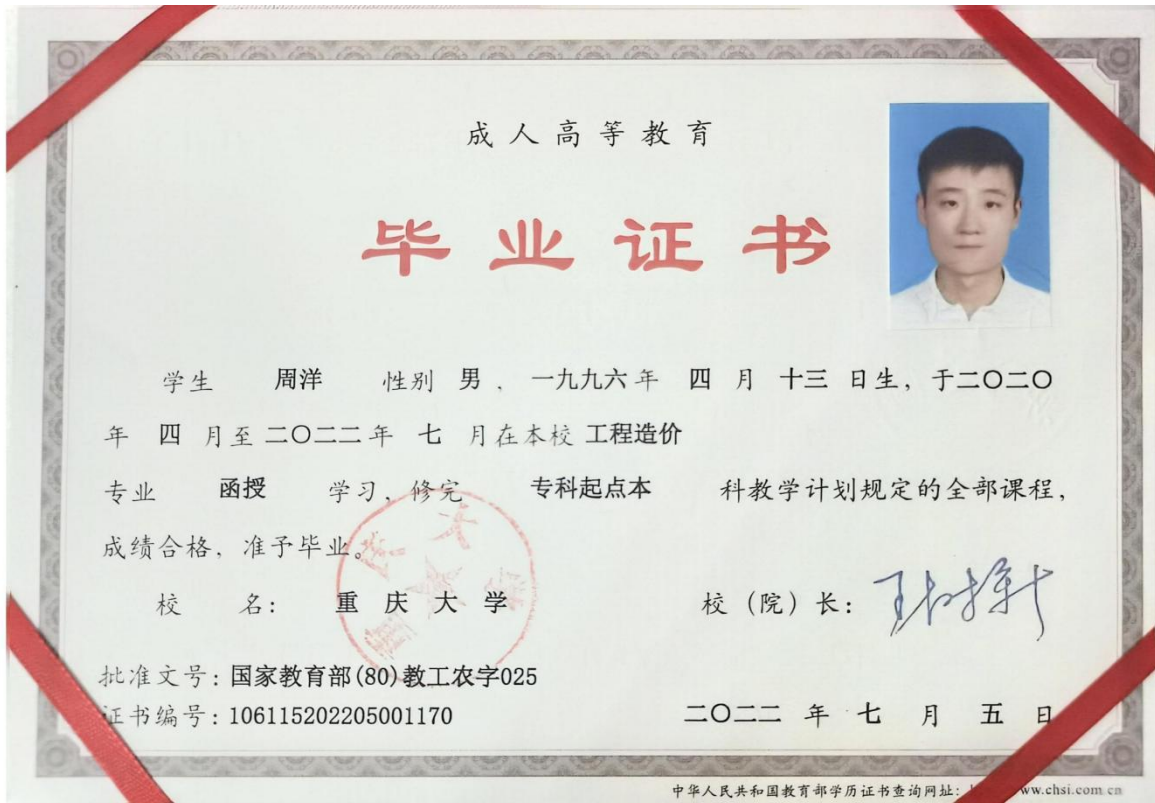 成人高等教育
毕业证书
学生 周洋 性别 男 , 一九九六年 四 月 十三 日生, 于二〇二〇
年 四 月至二〇二二年 七 月在本校 工程造价
专业 函授 学习, 修完 专科起点本 科教学计划规定的全部课程,
成绩合格, 准予毕业。
校 名: 重庆大学
校（院）长:
批准文号: 国家教育部(80)教工农字025
证书编号: 106115202205001170
二〇二二 年 七 月 五 日
中华人民共和国教育部学历证书查询网址: ww.chsi.com.cn